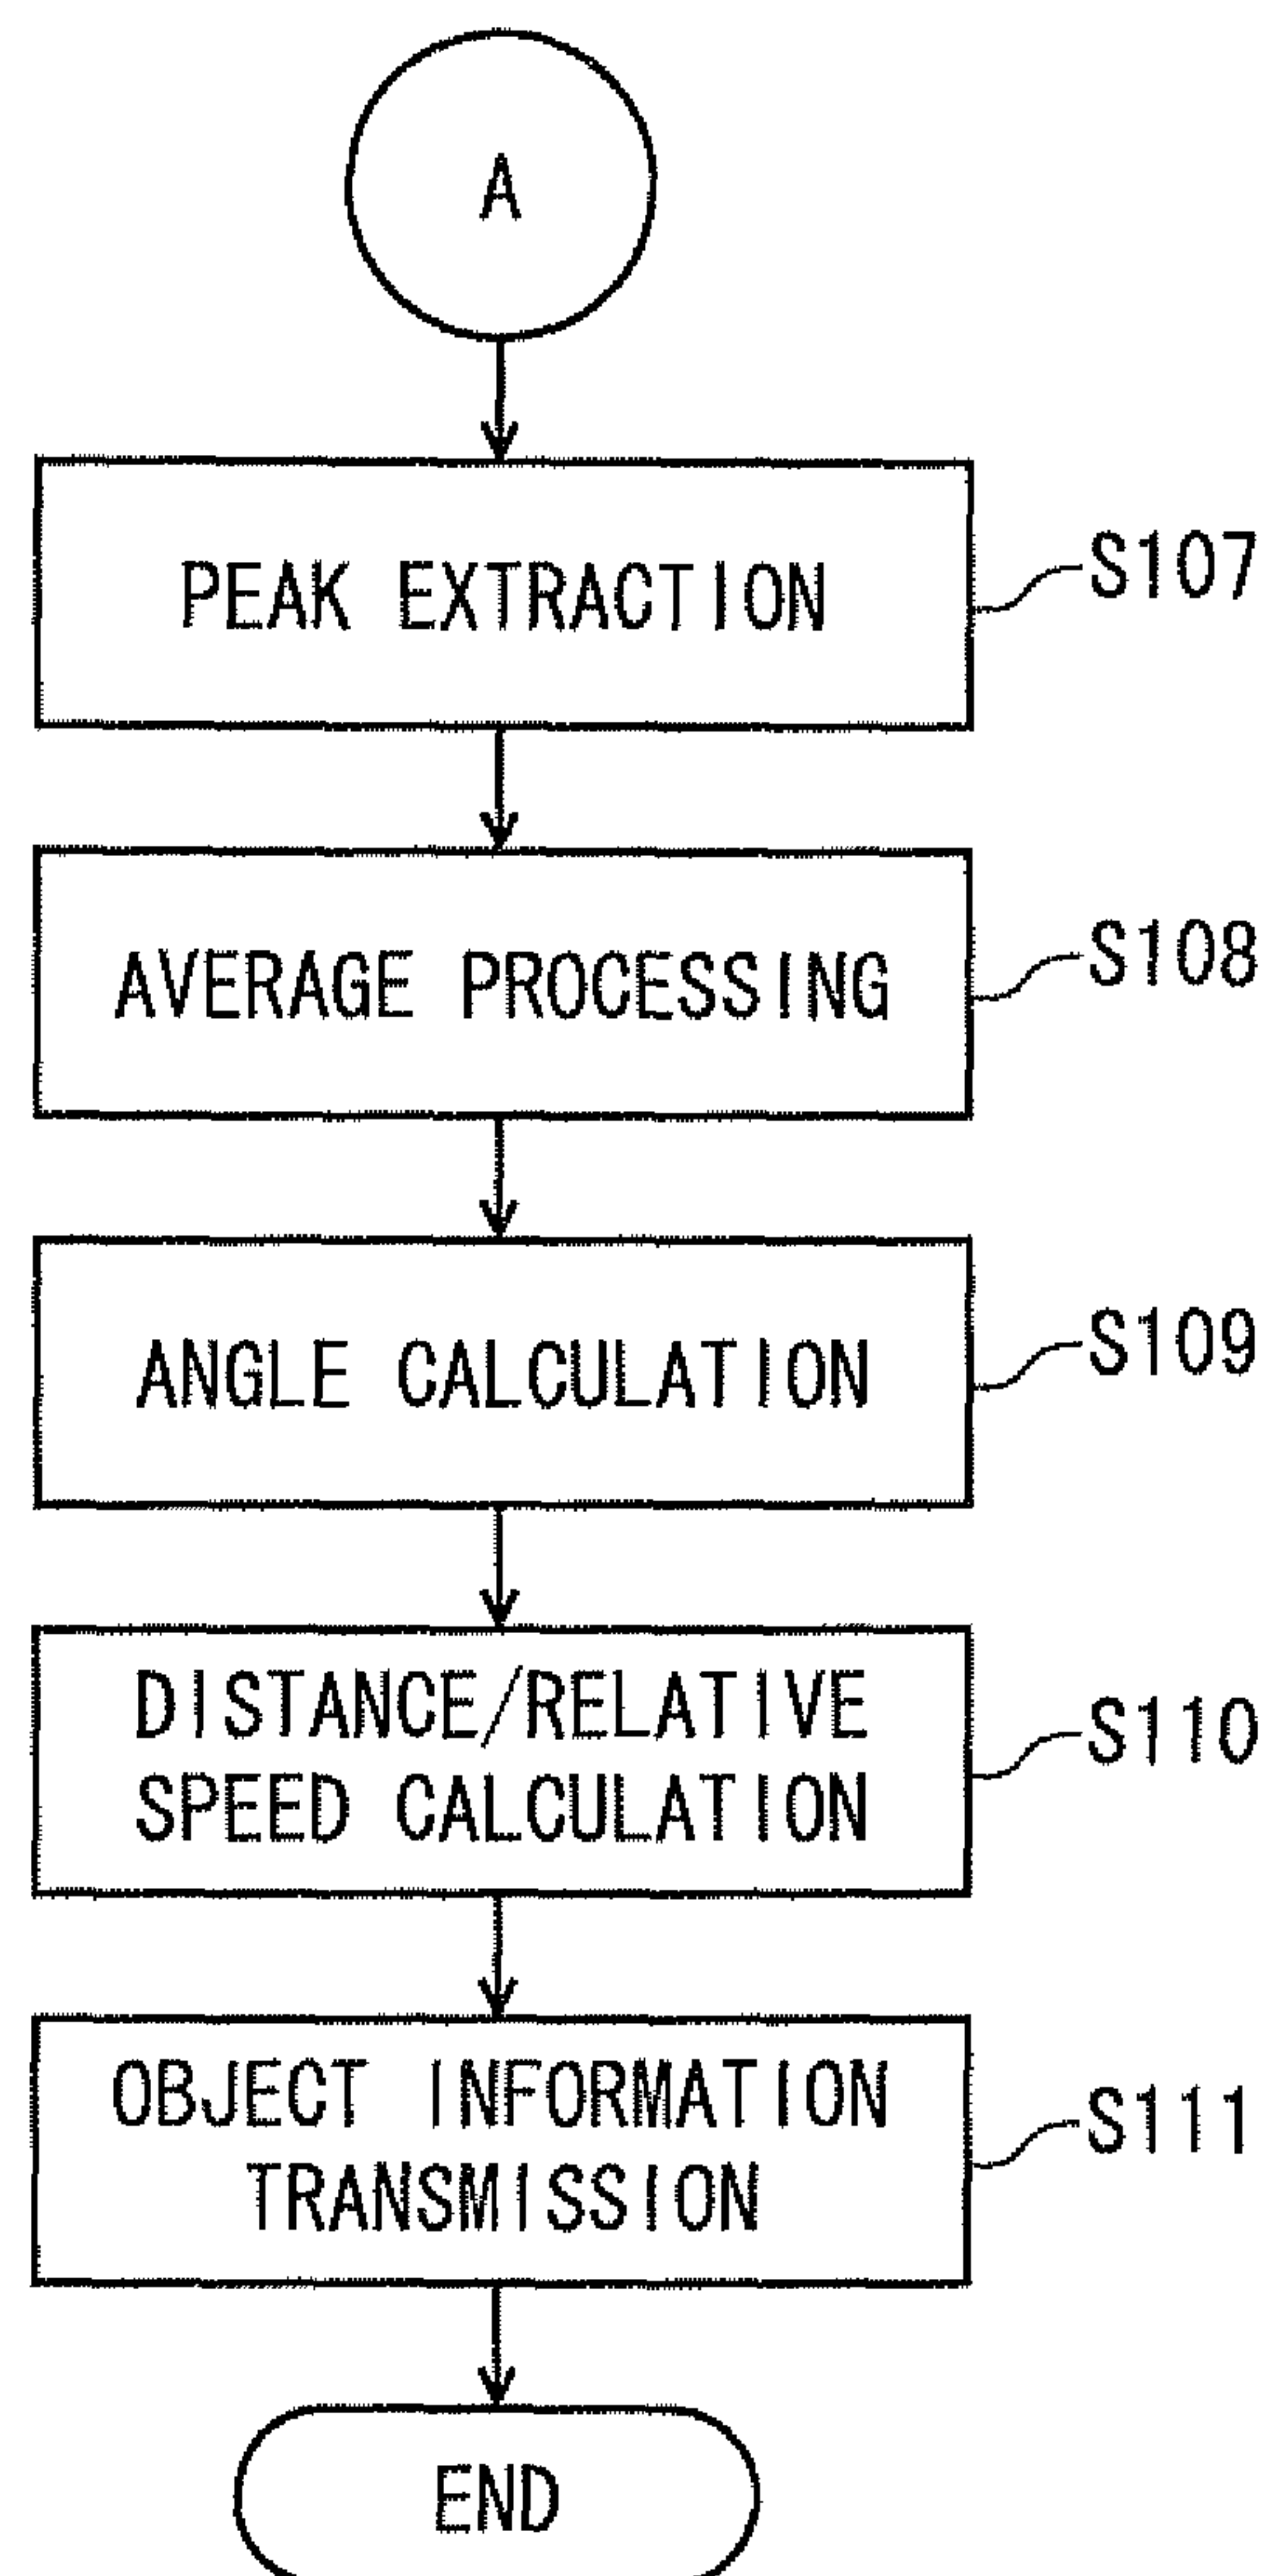 A
PEAK EXTRACTION
S107
AVERAGE PROCESSING
S108
ANGLE CALCULATION
S109
DISTANCE/RELATIVE
SPEED CALCULATION
S110
OBJECT INFORMATION
TRANSMISSION
S111
END